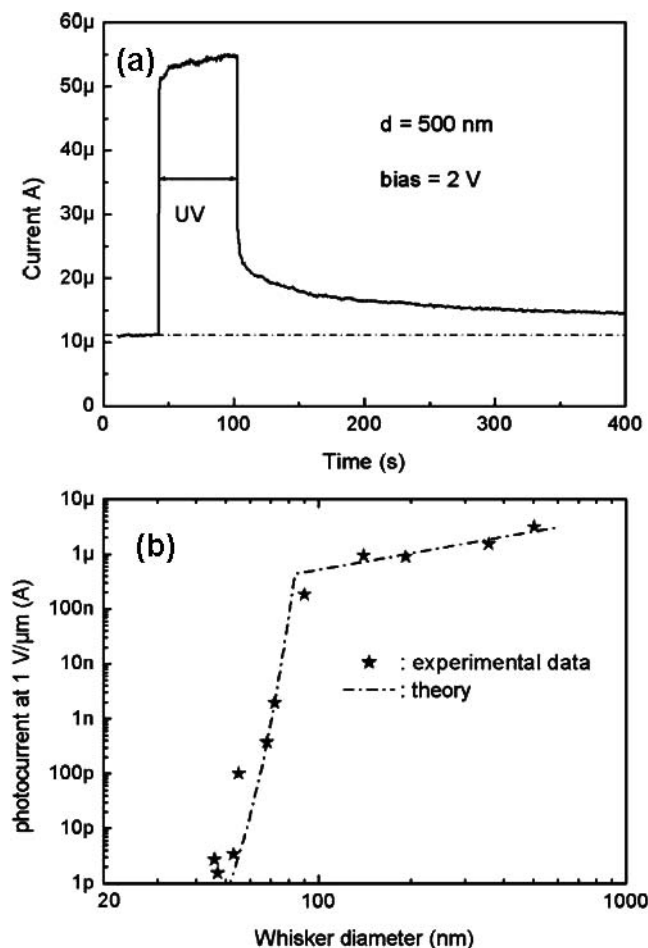 (a)
60µ
50µ
40µ
30µ
20µ
10µ
0
Current A)
d = 500 nm
bias = 2 V
UV
0 100 200 300 400
Time (s)
(b)
10µ
1µ
100n
10n
1n
100p
10p
1p
photocurrent at 1 V/µm (A)
★ : experimental data
-·-·- : theory
20 100 1000
Whisker diameter (nm)